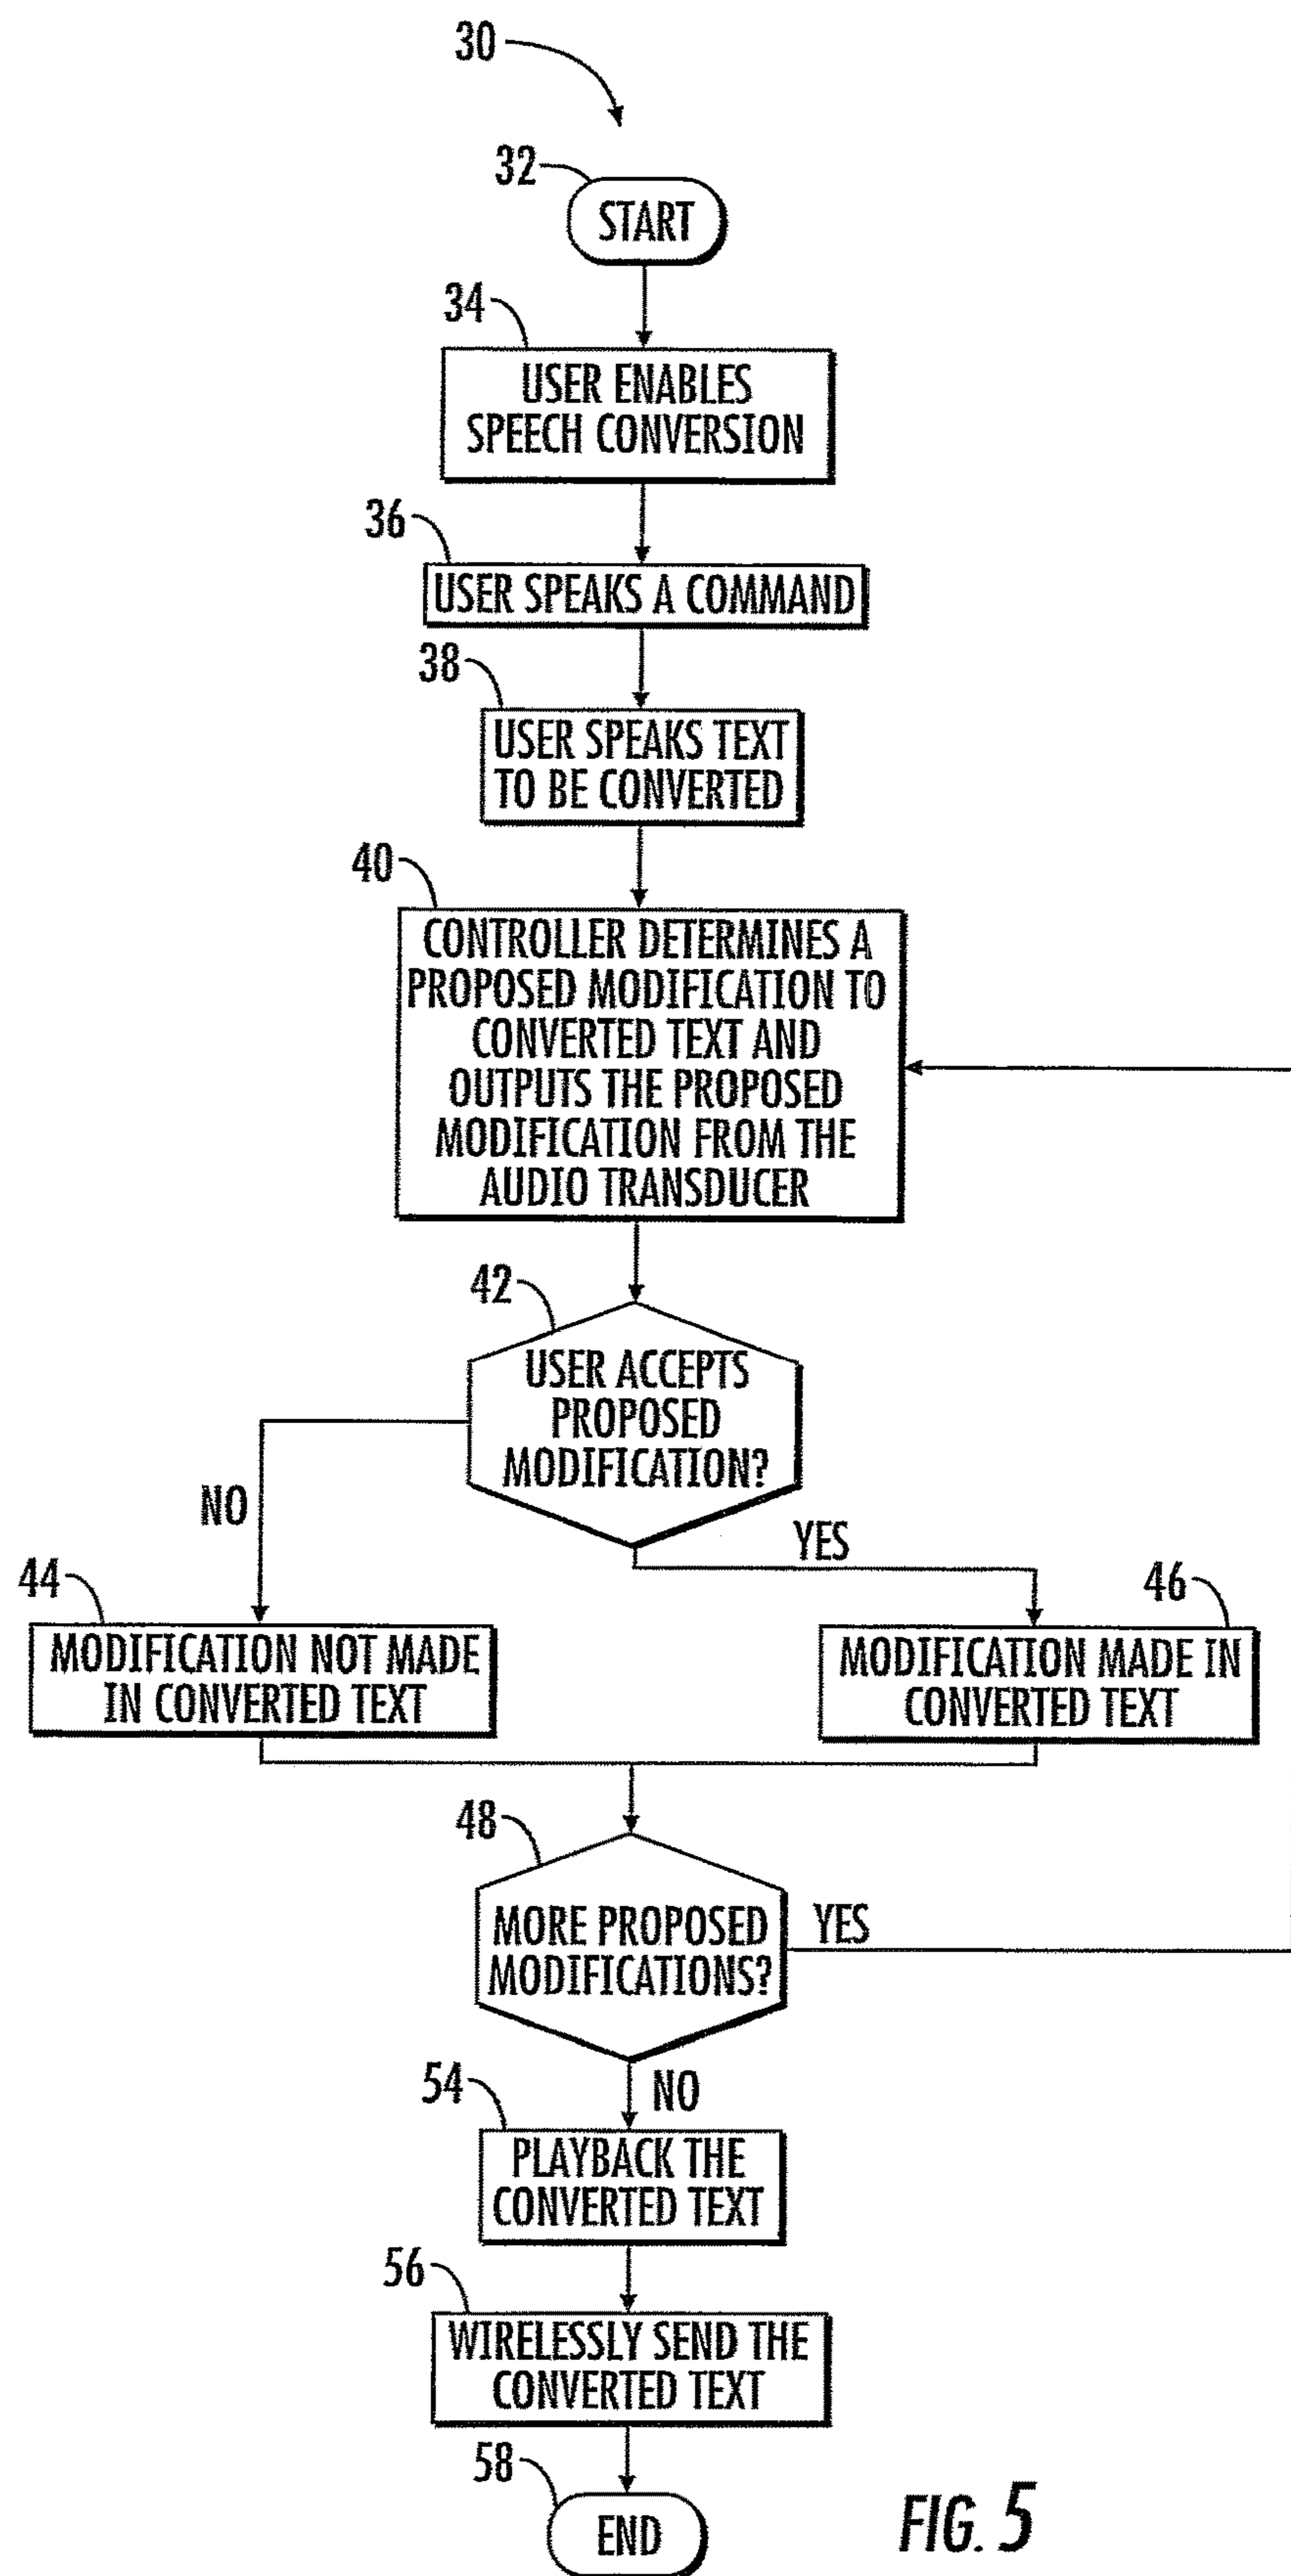 30
32
START
34
USER ENABLES
SPEECH CONVERSION
36
USER SPEAKS A COMMAND
38
USER SPEAKS TEXT
TO BE CONVERTED
40
CONTROLLER DETERMINES A
PROPOSED MODIFICATION TO
CONVERTED TEXT AND
OUTPUTS THE PROPOSED
MODIFICATION FROM THE
AUDIO TRANSDUCER
42
USER ACCEPTS
PROPOSED
MODIFICATION?
NO
YES
44
MODIFICATION NOT MADE
IN CONVERTED TEXT
46
MODIFICATION MADE IN
CONVERTED TEXT
48
MORE PROPOSED
MODIFICATIONS?
YES
NO
54
PLAYBACK THE
CONVERTED TEXT
56
WIRELESSLY SEND THE
CONVERTED TEXT
58
END
FIG. 5